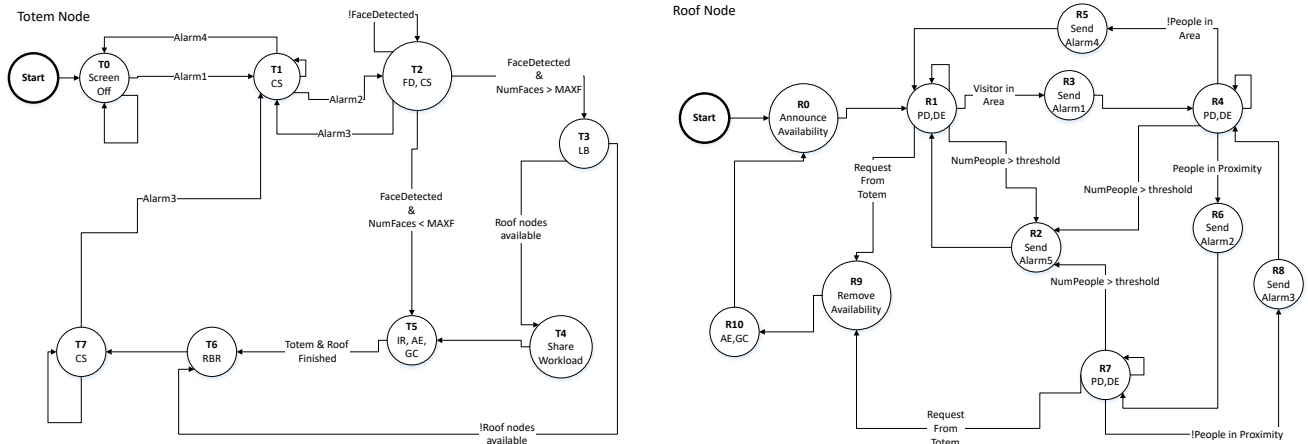 Totem Node
Start
T0
Screen
Off
Alarm4
Alarm1
T1
CS
Alarm2
Alarm3
!FaceDetected
T2
FD, CS
FaceDetected
&
NumFaces > MAXF
T3
LB
Alarm3
FaceDetected
&
NumFaces < MAXF
Roof nodes
available
T7
CS
T6
RBR
Totem & Roof
Finished
T5
IR, AE,
GC
T4
Share
Workload
!Roof nodes
available
Roof Node
Start
R0
Announce
Availability
R1
PD,DE
Visitor in
Area
R3
Send
Alarm1
R5
Send
Alarm4
!People in
Area
R4
PD,DE
NumPeople > threshold
Request
From
Totem
NumPeople > threshold
People in Proximity
R2
Send
Alarm5
R6
Send
Alarm2
R8
Send
Alarm3
NumPeople > threshold
R9
Remove
Availability
R10
AE,GC
R7
PD,DE
Request
From
Totem
!People in Proximity